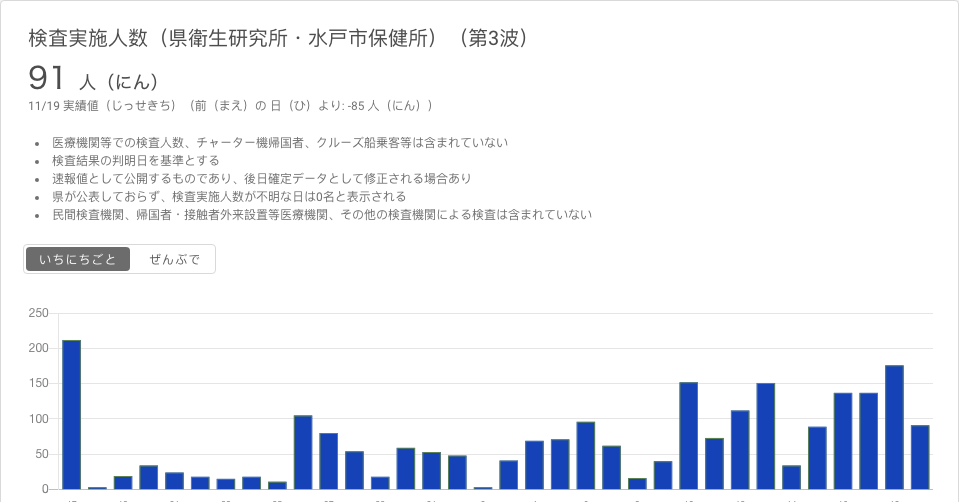 検査実施人数（県衛生研究所・水戸市保健所）（第3波）
91 人（にん）
11/19 実績値（じっせきち）（前（まえ）の 日（ひ）より: -85 人（にん））
医療機関等での検査人数、チャーター機帰国者、クルーズ船乗客等は含まれていない
検査結果の判明日を基準とする
速報値として公開するものであり、後日確定データとして修正される場合あり
県が公表しておらず、検査実施人数が不明な日は0名と表示される
民間検査機関、帰国者・接触者外来設置等医療機関、その他の検査機関による検査は含まれていない
いちにちごと ぜんぶで
250
200
150
100
50
0